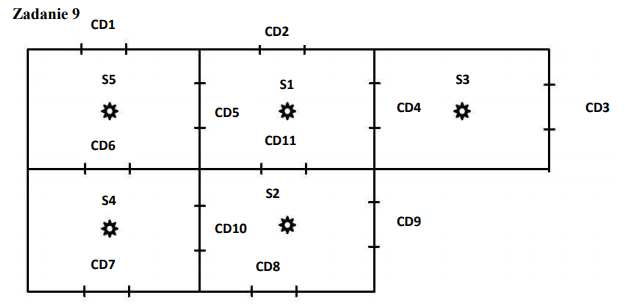 Zadanie 9
CD1
CD2
S5
S1
S3
CD5
CD4
CD3
CD6
CD11
S4
S2
CD10
CD9
CD7
CD8